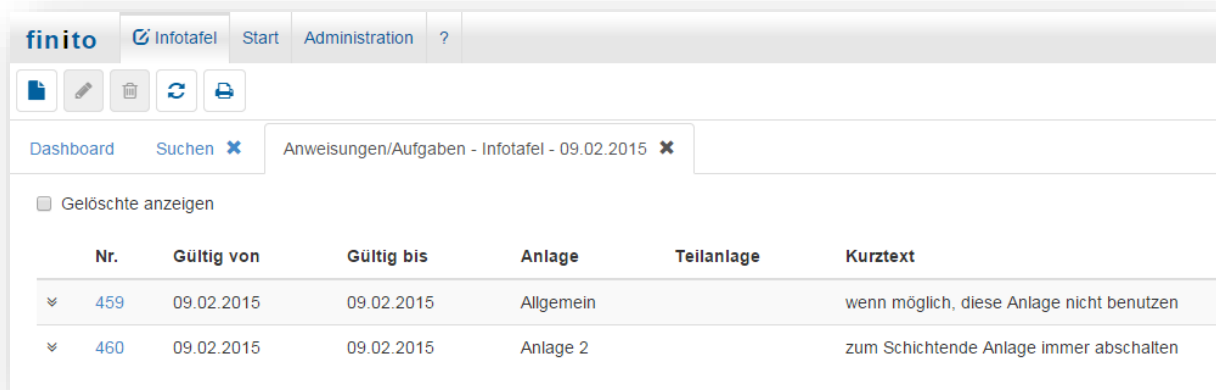 finito Infotafel Start Administration ?
Dashboard Suchen Anweisungen/Aufgaben - Infotafel - 09.02.2015
Gelöschte anzeigen
Nr. Gültig von Gültig bis Anlage Teilanlage Kurztext
459 09.02.2015 09.02.2015 Allgemein wenn möglich, diese Anlage nicht benutzen
460 09.02.2015 09.02.2015 Anlage 2 zum Schichtende Anlage immer abschalten